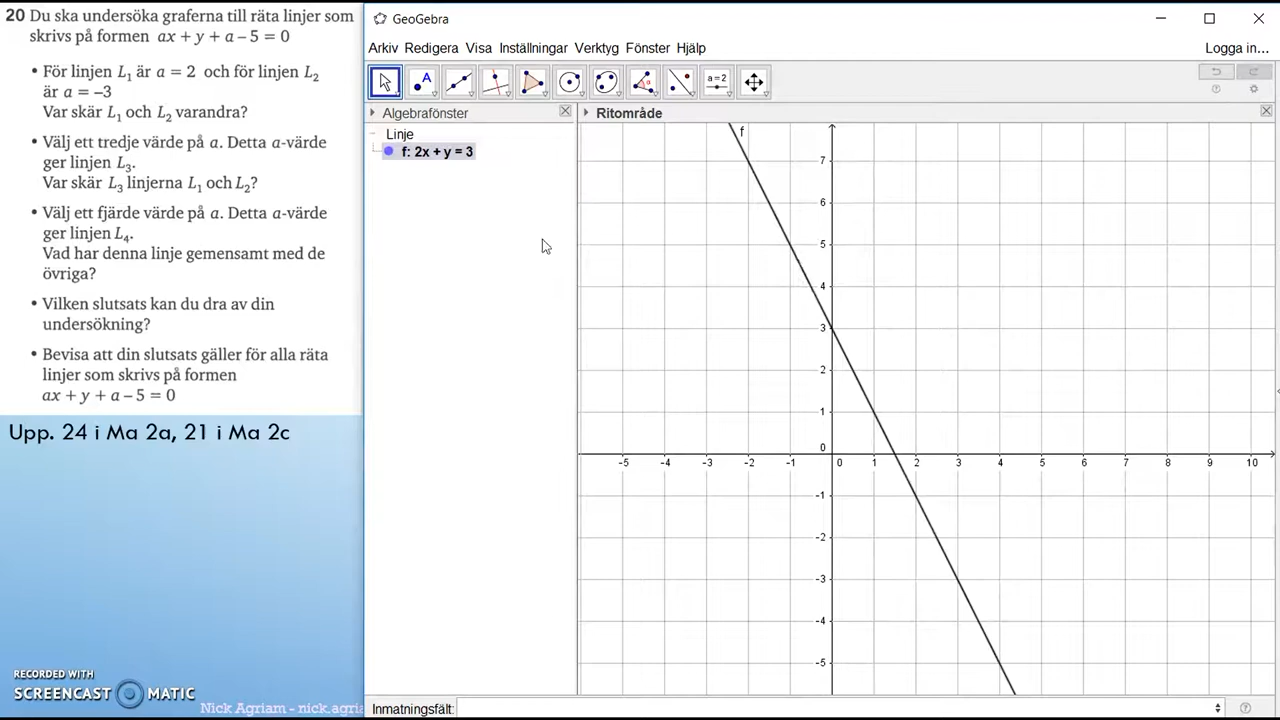 20 Du ska undersöka graferna till räta linjer som
skrivs på formen ax + y + a – 5 = 0
• För linjen L₁ är a = 2 och för linjen L₂
är a = –3
Var skär L₁ och L₂ varandra?
• Välj ett tredje värde på a. Detta a-värde
ger linjen L₃.
Var skär L₃ linjerna L₁ och L₂?
• Välj ett fjärde värde på a. Detta a-värde
ger linjen L₄.
Vad har denna linje gemensamt med de
övriga?
• Vilken slutsats kan du dra av din
undersökning?
• Bevisa att din slutsats gäller för alla räta
linjer som skrivs på formen
ax + y + a – 5 = 0
Upp. 24 i Ma 2a, 21 i Ma 2c
RECORDED WITH
SCREENCAST MATIC
Nick Agriam - nick.agria
GeoGebra
Arkiv Redigera Visa Inställningar Verktyg Fönster Hjälp Logga in...
A
a=2
Algebrafönster
Ritområde
Linje
f: 2x + y = 3
f
7
6
5
4
3
2
1
0
-5 -4 -3 -2 -1 0 1 2 3 4 5 6 7 8 9 10
-1
-2
-3
-4
-5
Inmatningsfält: